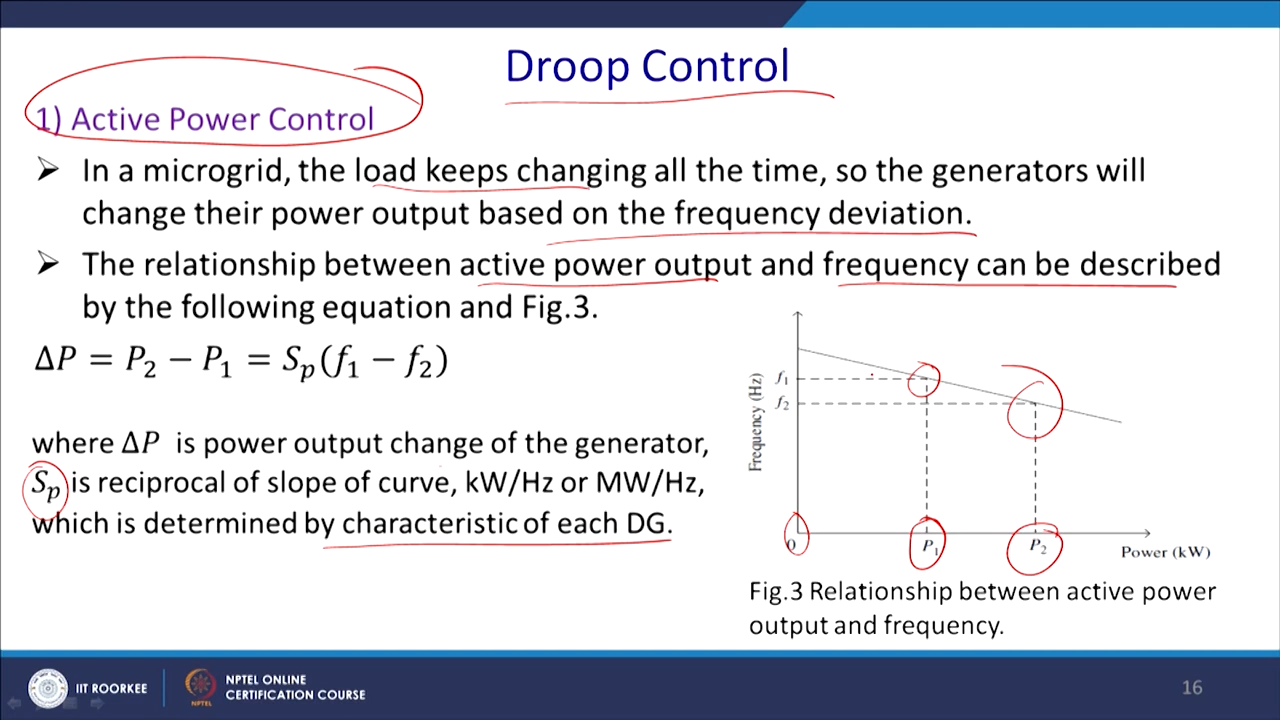 Droop Control
1) Active Power Control
➢ In a microgrid, the load keeps changing all the time, so the generators will
change their power output based on the frequency deviation.
➢ The relationship between active power output and frequency can be described
by the following equation and Fig.3.
ΔP = P₂ − P₁ = Sₚ(f₁ − f₂)
where ΔP is power output change of the generator,
Sₚ is reciprocal of slope of curve, kW/Hz or MW/Hz,
which is determined by characteristic of each DG.
Frequency (Hz)
f₁
f₂
0
P₁
P₂
Power (kW)
Fig.3 Relationship between active power
output and frequency.
IIT ROORKEE
NPTEL
NPTEL ONLINE
CERTIFICATION COURSE
16